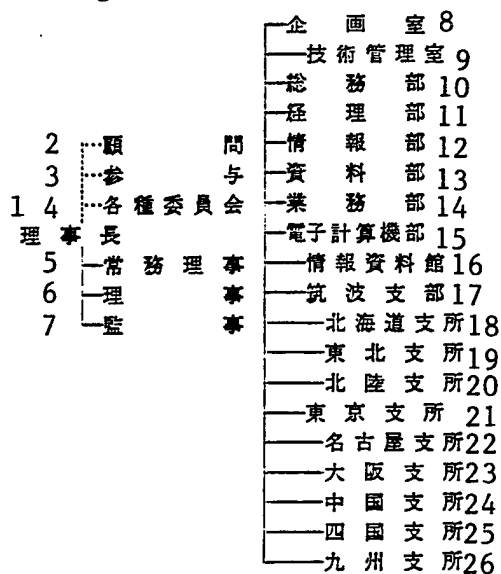 企画室 8
技術管理室 9
総務部 10
経理部 11
情報部 12
資料部 13
業務部 14
電子計算機部 15
情報資料館 16
筑波支部 17
北海道支所 18
東北支所 19
北陸支所 20
東京支所 21
名古屋支所 22
大阪支所 23
中国支所 24
四国支所 25
九州支所 26
2 顧問
3 参与
4 各種委員会
1 理事長
5 常務理事
6 理事
7 監事